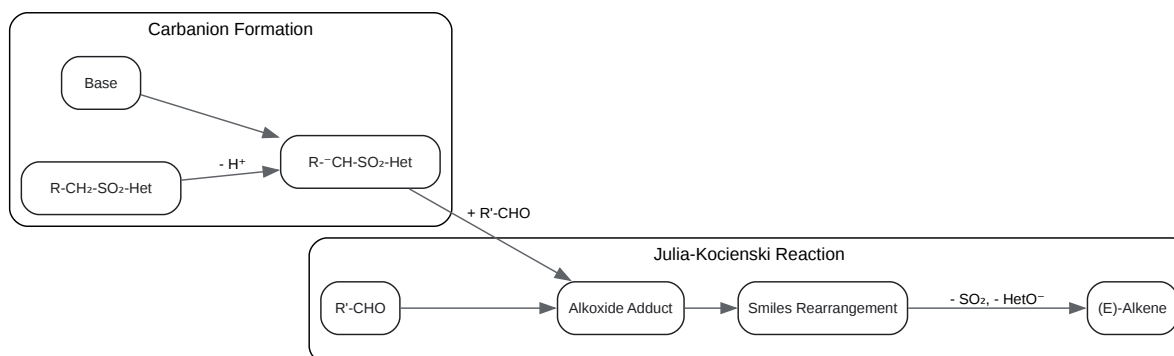 Carbanion Formation
Base
R-CH₂-SO₂-Het
- H⁺
R-⁻CH-SO₂-Het
+ R'-CHO
Julia-Kocienski Reaction
R'-CHO
Alkoxide Adduct
Smiles Rearrangement
- SO₂, - HetO⁻
(E)-Alkene